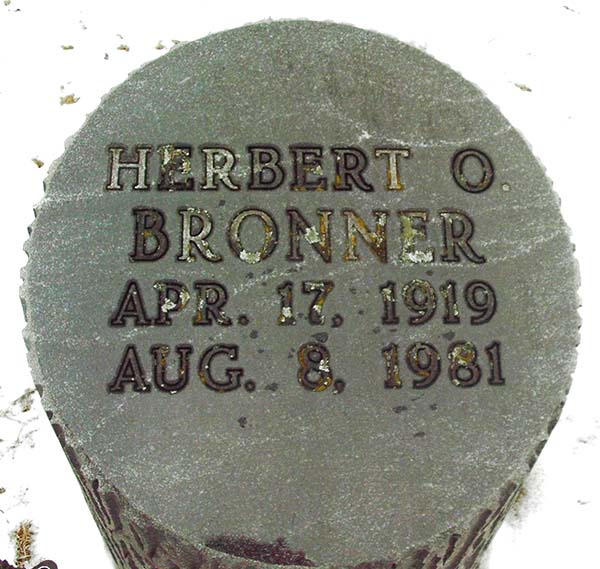 HERBERT O.
BRONNER
APR. 17, 1919
AUG. 8, 1981